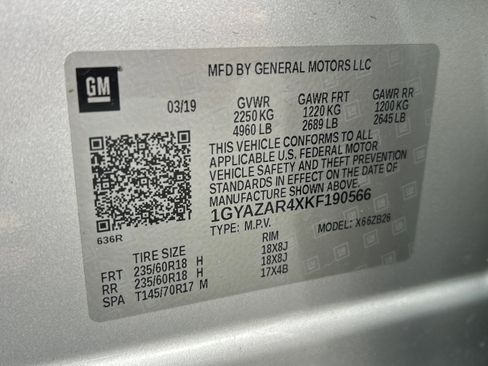 GM
MFD BY GENERAL MOTORS LLC
03/19 GVWR GAWR FRT GAWR RR
2250 KG 1220 KG 1200 KG
4960 LB 2689 LB 2645 LB
THIS VEHICLE CONFORMS TO ALL
APPLICABLE U.S. FEDERAL MOTOR
VEHICLE SAFETY AND THEFT PREVENTION
STANDARDS IN EFFECT ON THE DATE OF
MANUFACTURE SHOWN ABOVE.
1GYAZAR4XKF190566
636R TYPE: M.P.V. MODEL: X66ZB26
TIRE SIZE RIM
FRT 235/60R18 H 18X8J
RR 235/60R18 H 18X8J
SPA T145/70R17 M 17X4B